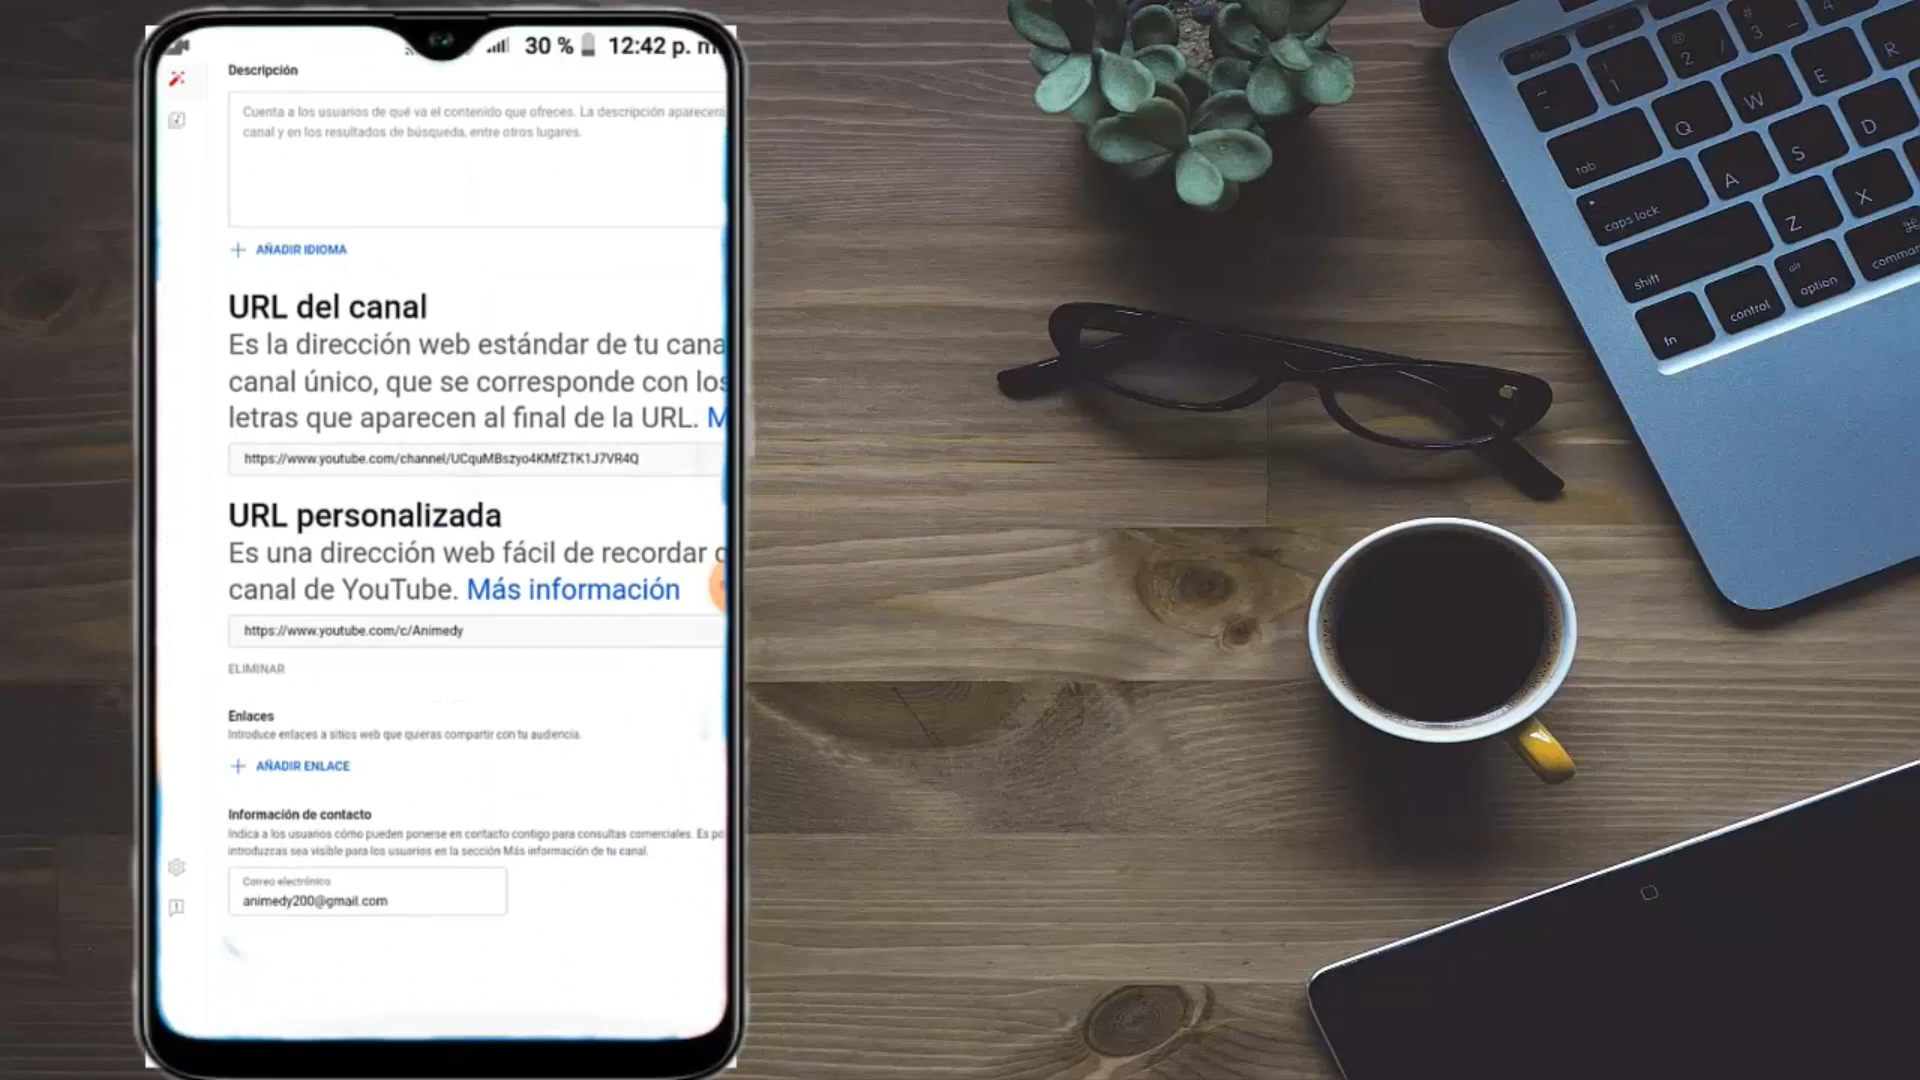 30 % 12:42 p. m
Descripción
Cuenta a los usuarios de qué va el contenido que ofreces. La descripción aparecerá
canal y en los resultados de búsqueda, entre otros lugares.
AÑADIR IDIOMA
URL del canal
Es la dirección web estándar de tu cana
canal único, que se corresponde con los
letras que aparecen al final de la URL. M
https://www.youtube.com/channel/UCquMBszyo4KMfZTK1J7VR4Q
URL personalizada
Es una dirección web fácil de recordar
canal de YouTube. Más información
https://www.youtube.com/c/Animedy
ELIMINAR
Enlaces
Introduce enlaces a sitios web que quieras compartir con tu audiencia.
AÑADIR ENLACE
Información de contacto
Indica a los usuarios cómo pueden ponerse en contacto contigo para consultas comerciales. Es po
introduzcas sea visible para los usuarios en la sección Más información de tu canal.
Correo electrónico
animedy200@gmail.com
esc
~ ` ! 1 @ 2 # 3 4
tab Q W E R
caps lock A S D
shift Z X
fn control alt option ⌘ comman